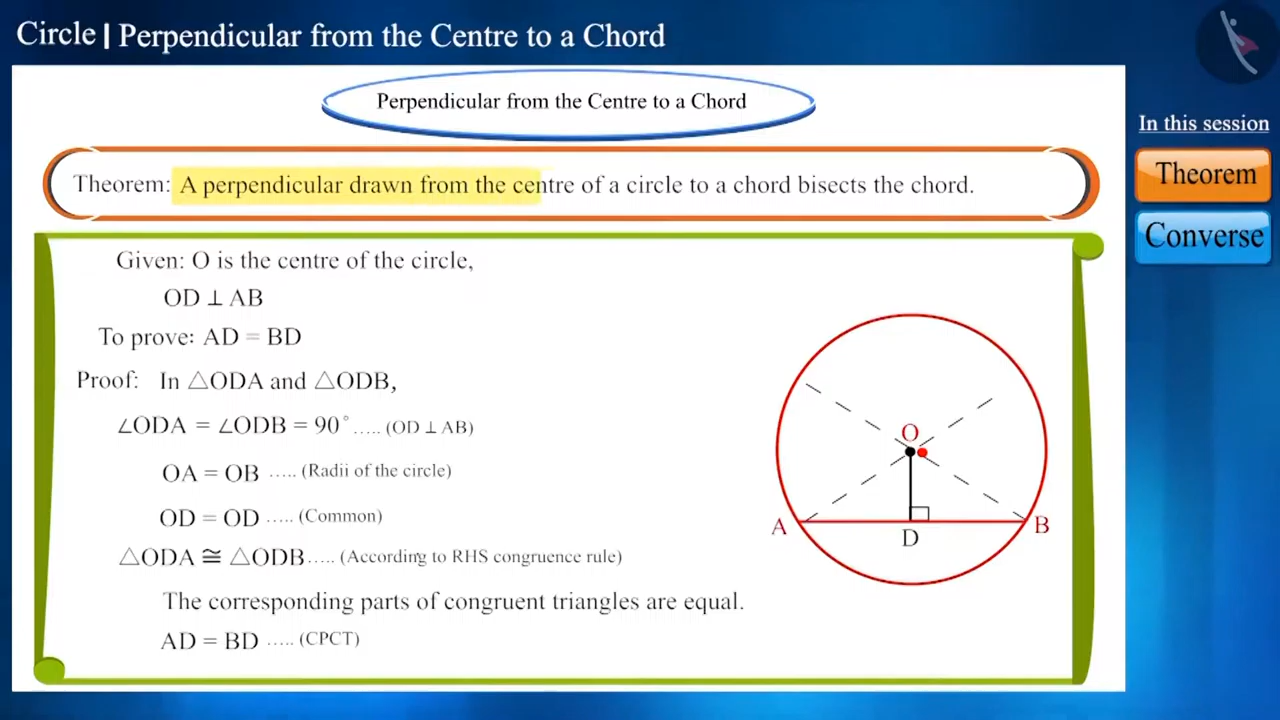 Circle | Perpendicular from the Centre to a Chord
Perpendicular from the Centre to a Chord
In this session
Theorem
Converse
Theorem: A perpendicular drawn from the centre of a circle to a chord bisects the chord.
Given: O is the centre of the circle,
OD ⊥ AB
To prove: AD = BD
Proof: In △ODA and △ODB,
∠ODA = ∠ODB = 90° ..... (OD ⊥ AB)
OA = OB ..... (Radii of the circle)
OD = OD ..... (Common)
△ODA ≅ △ODB ..... (According to RHS congruence rule)
The corresponding parts of congruent triangles are equal.
AD = BD ..... (CPCT)
O
A
B
D